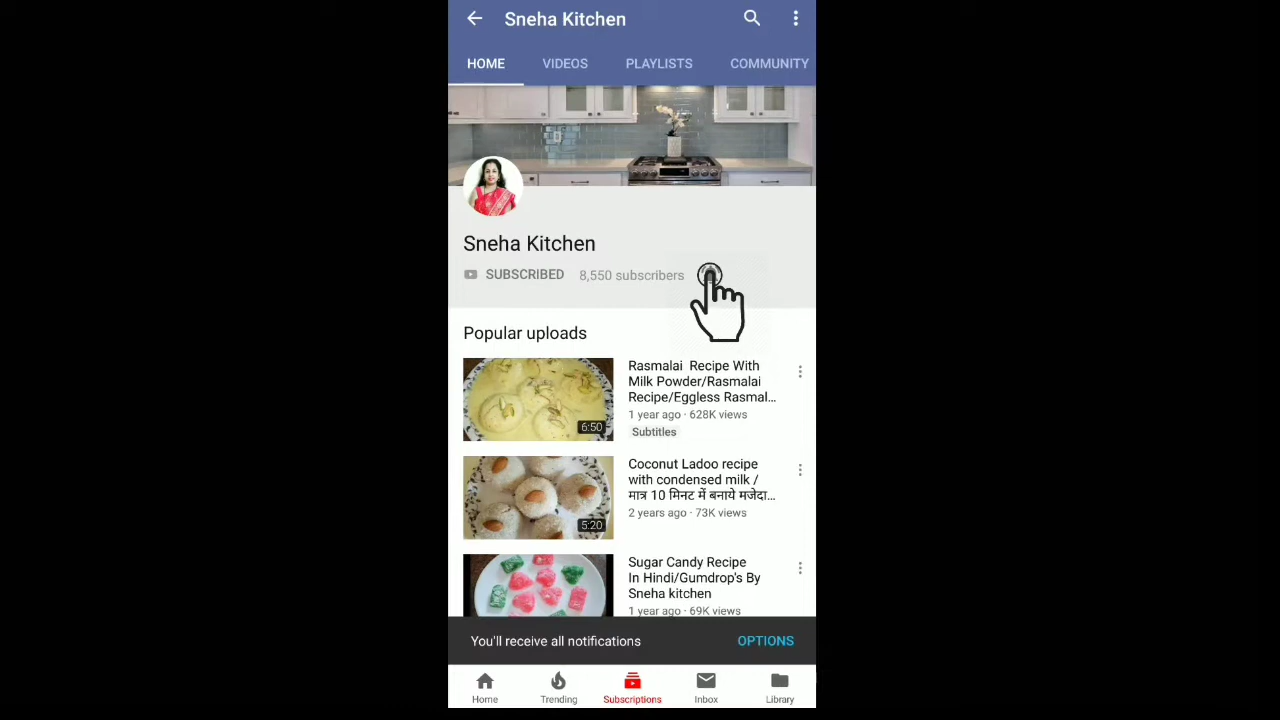 Sneha Kitchen
HOME VIDEOS PLAYLISTS COMMUNITY
Sneha Kitchen
SUBSCRIBED 8,550 subscribers
Popular uploads
Rasmalai Recipe With
Milk Powder/Rasmalai
Recipe/Eggless Rasmal...
1 year ago · 628K views
Subtitles
6:50
Coconut Ladoo recipe
with condensed milk /
मात्र 10 मिनट में बनाये मजेदा...
2 years ago · 73K views
5:20
Sugar Candy Recipe
In Hindi/Gumdrop's By
Sneha kitchen
1 year ago · 69K views
You'll receive all notifications OPTIONS
Home Trending Subscriptions Inbox Library